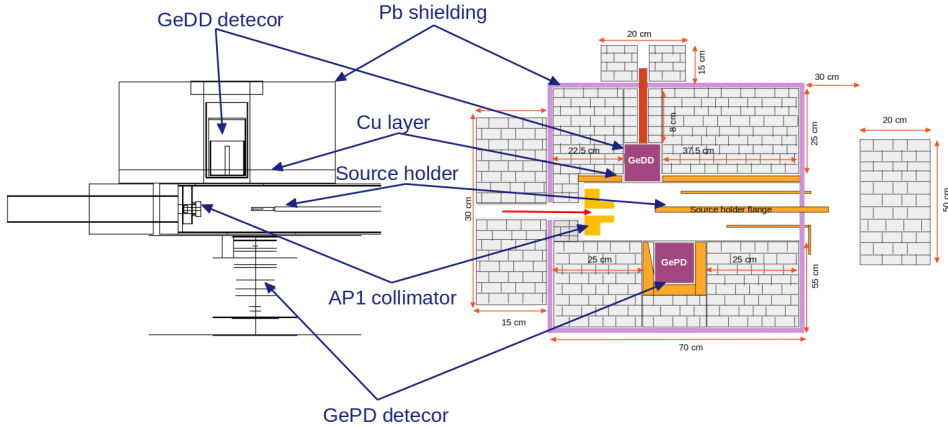 GeDD detecor
Pb shielding
20 cm
15 cm
30 cm
20 cm
Cu layer
8 cm
25 cm
22.5 cm
GeDD
37.5 cm
Source holder
30 cm
Source holder flange
50 cm
GePD
25 cm
25 cm
55 cm
AP1 collimator
15 cm
70 cm
GePD detecor